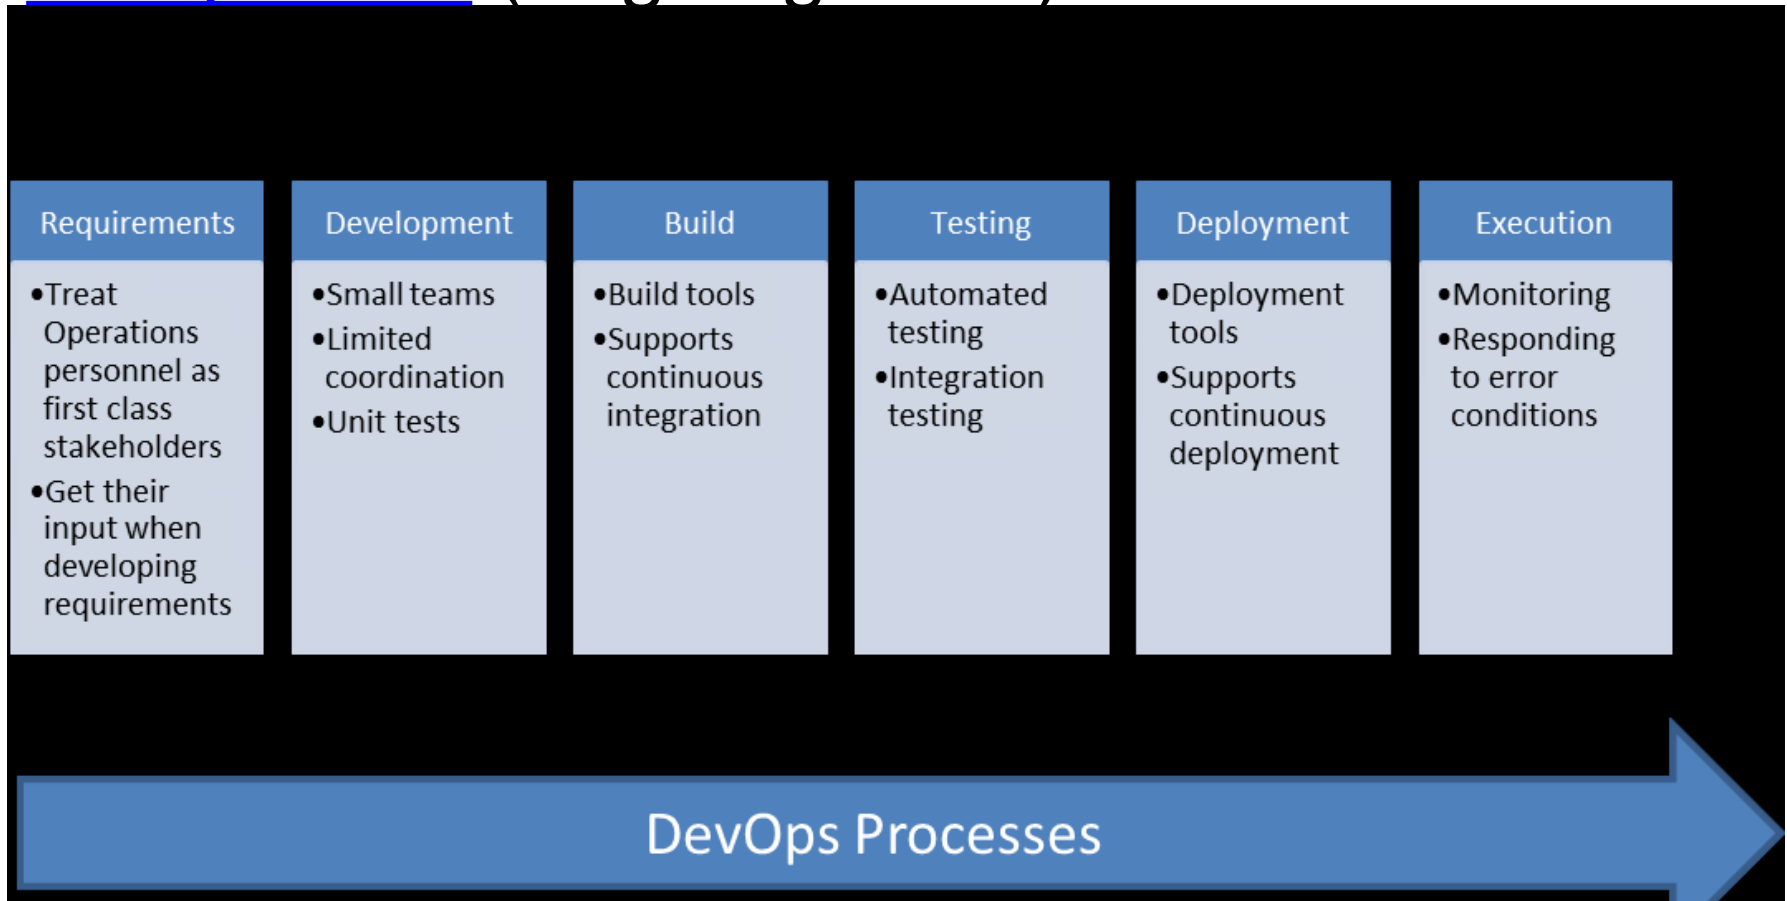 Requirements
•Treat
Operations
personnel as
first class
stakeholders
•Get their
input when
developing
requirements
Development
•Small teams
•Limited
coordination
•Unit tests
Build
•Build tools
•Supports
continuous
integration
Testing
•Automated
testing
•Integration
testing
Deployment
•Deployment
tools
•Supports
continuous
deployment
Execution
•Monitoring
•Responding
to error
conditions
DevOps Processes